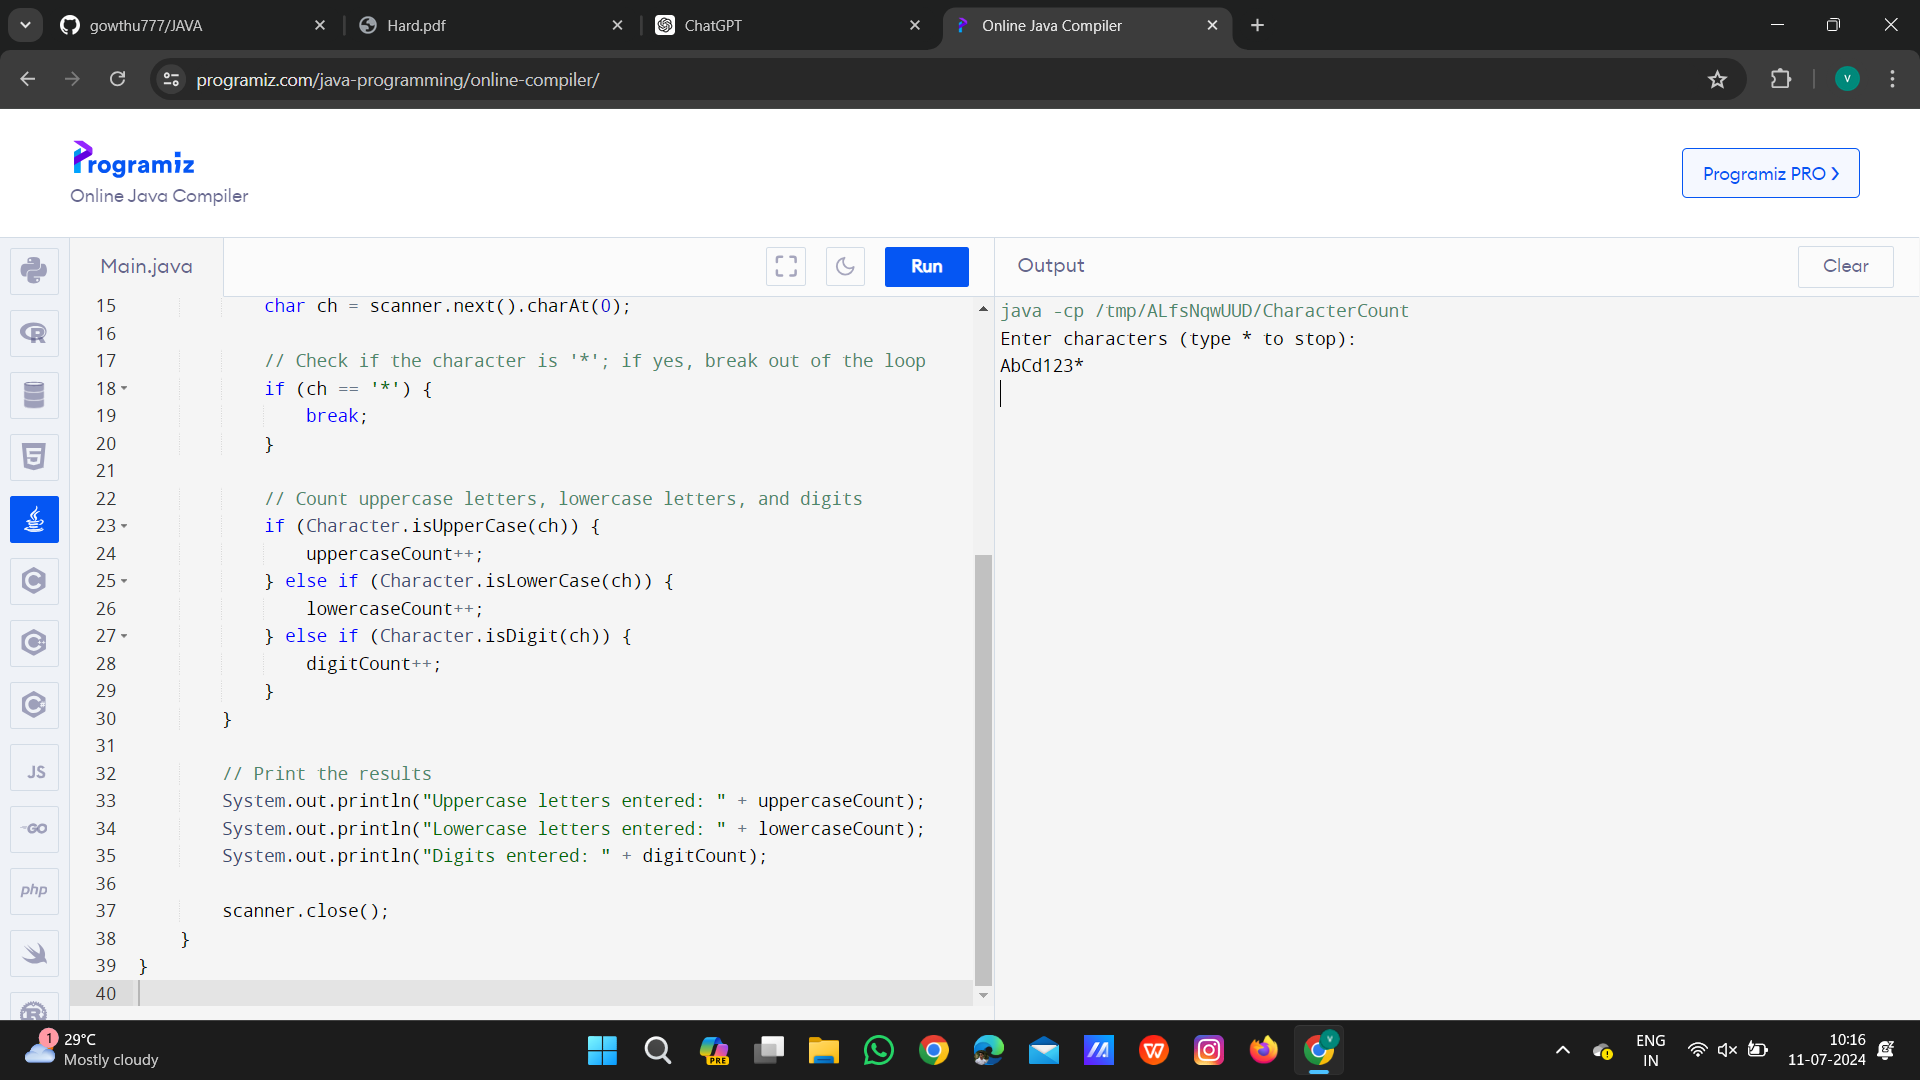 gowthu777/JAVA
Hard.pdf
ChatGPT
Online Java Compiler
programiz.com/java-programming/online-compiler/
V
Programiz
Online Java Compiler
Programiz PRO
Main.java
Run
Output
Clear
15 char ch = scanner.next().charAt(0);
16
17 // Check if the character is '*'; if yes, break out of the loop
18 if (ch == '*') {
19 break;
20 }
21
22 // Count uppercase letters, lowercase letters, and digits
23 if (Character.isUpperCase(ch)) {
24 uppercaseCount++;
25 } else if (Character.isLowerCase(ch)) {
26 lowercaseCount++;
27 } else if (Character.isDigit(ch)) {
28 digitCount++;
29 }
30 }
31
32 // Print the results
33 System.out.println("Uppercase letters entered: " + uppercaseCount);
34 System.out.println("Lowercase letters entered: " + lowercaseCount);
35 System.out.println("Digits entered: " + digitCount);
36
37 scanner.close();
38 }
39 }
40
java -cp /tmp/ALfsNqwUUD/CharacterCount
Enter characters (type * to stop):
AbCd123*
JS
GO
php
1
29°C
Mostly cloudy
PRE
ENG
IN
10:16
11-07-2024